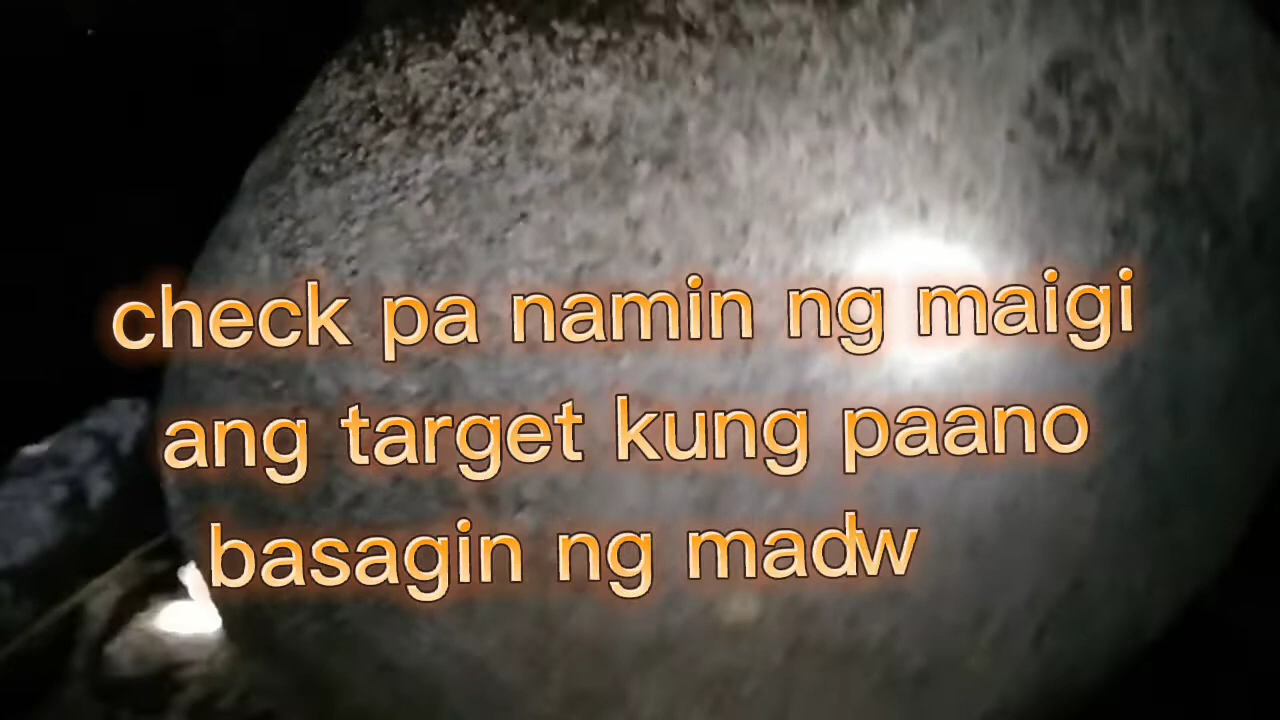 check pa namin ng maigi
ang target kung paano
basagin ng madw